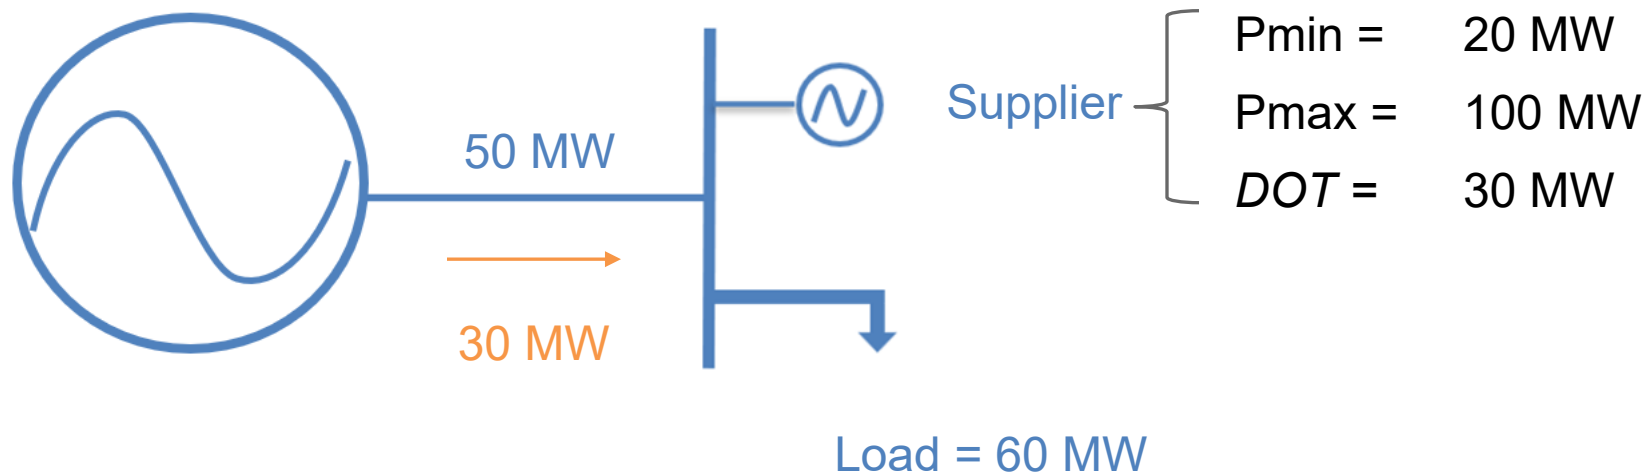 Pmin = 20 MW
Supplier
Pmax = 100 MW
50 MW
DOT = 30 MW
30 MW
Load = 60 MW